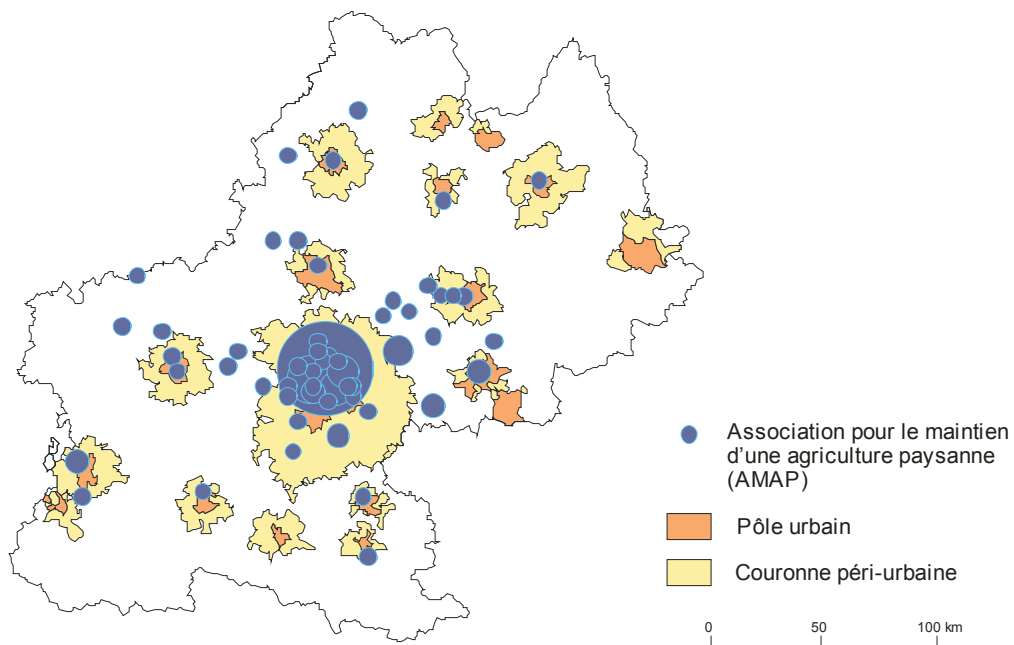 Association pour le maintien
d'une agriculture paysanne
(AMAP)
Pôle urbain
Couronne péri-urbaine
0 50 100 km